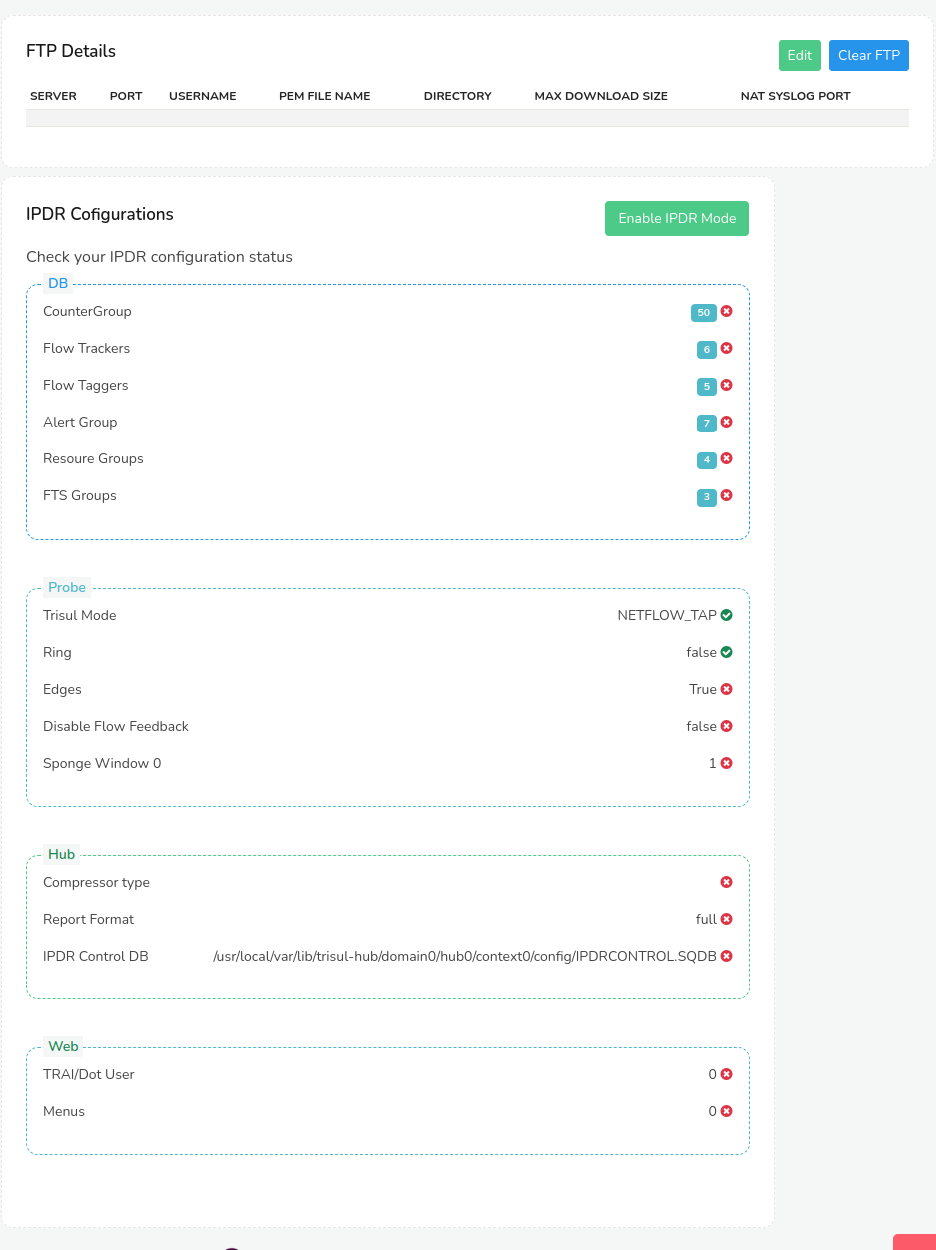 FTP Details
Edit
Clear FTP
SERVER PORT USERNAME PEM FILE NAME DIRECTORY MAX DOWNLOAD SIZE NAT SYSLOG PORT
IPDR Cofigurations
Enable IPDR Mode
Check your IPDR configuration status
DB
CounterGroup 50
Flow Trackers 6
Flow Taggers 5
Alert Group 7
Resoure Groups 4
FTS Groups 3
Probe
Trisul Mode NETFLOW_TAP
Ring false
Edges True
Disable Flow Feedback false
Sponge Window 0 1
Hub
Compressor type
Report Format full
IPDR Control DB /usr/local/var/lib/trisul-hub/domain0/hub0/context0/config/IPDRCONTROL.SQDB
Web
TRAI/Dot User 0
Menus 0